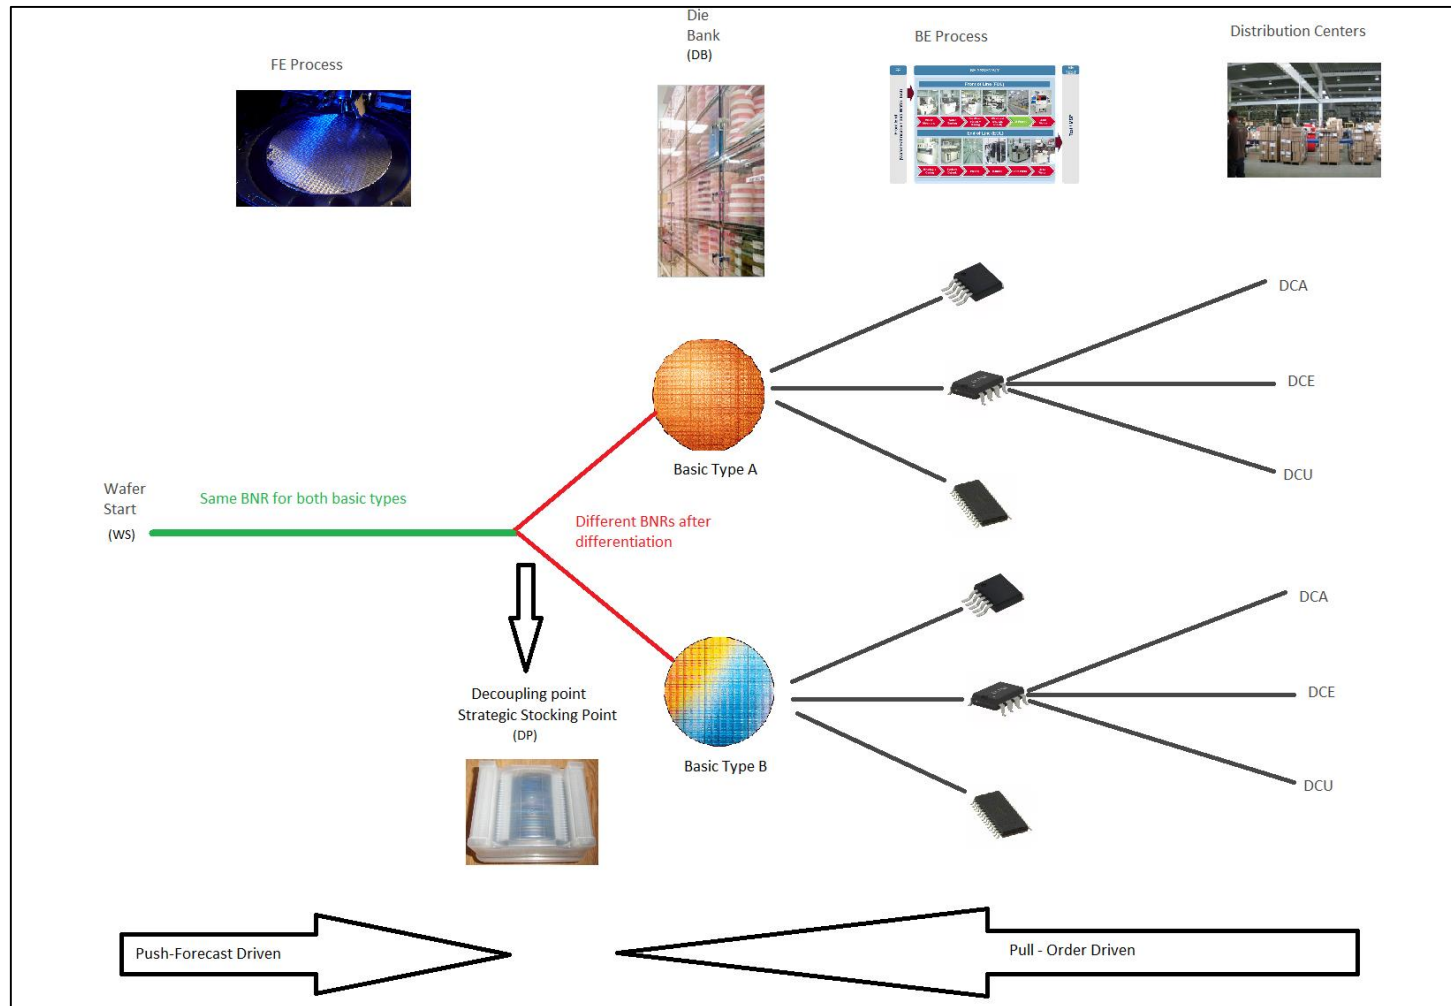 Die
Bank
(DB)
FE Process
BE Process
Distribution Centers
DCA
DCE
DCU
Basic Type A
Wafer
Start
(WS)
Same BNR for both basic types
Different BNRs after
differentiation
DCA
DCE
DCU
Basic Type B
Decoupling point
Strategic Stocking Point
(DP)
Push-Forecast Driven
Pull - Order Driven